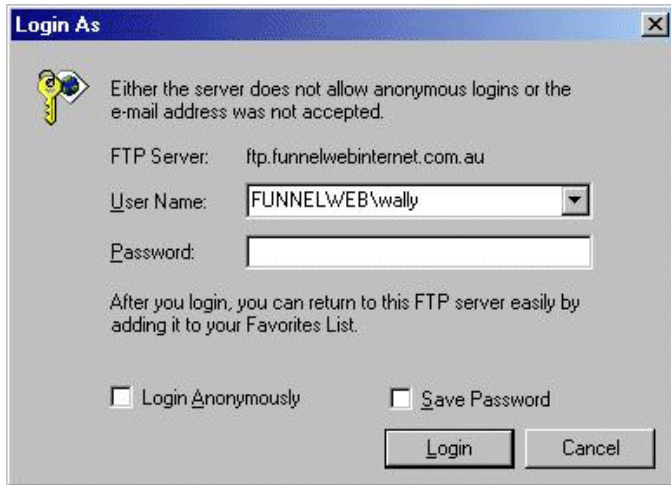 Login As
Either the server does not allow anonymous logins or the
e-mail address was not accepted.
FTP Server: ftp.funnelwebinternet.com.au
User Name: FUNNELWEB\wally
Password:
After you login, you can return to this FTP server easily by
adding it to your Favorites List.
Login Anonymously Save Password
Login Cancel